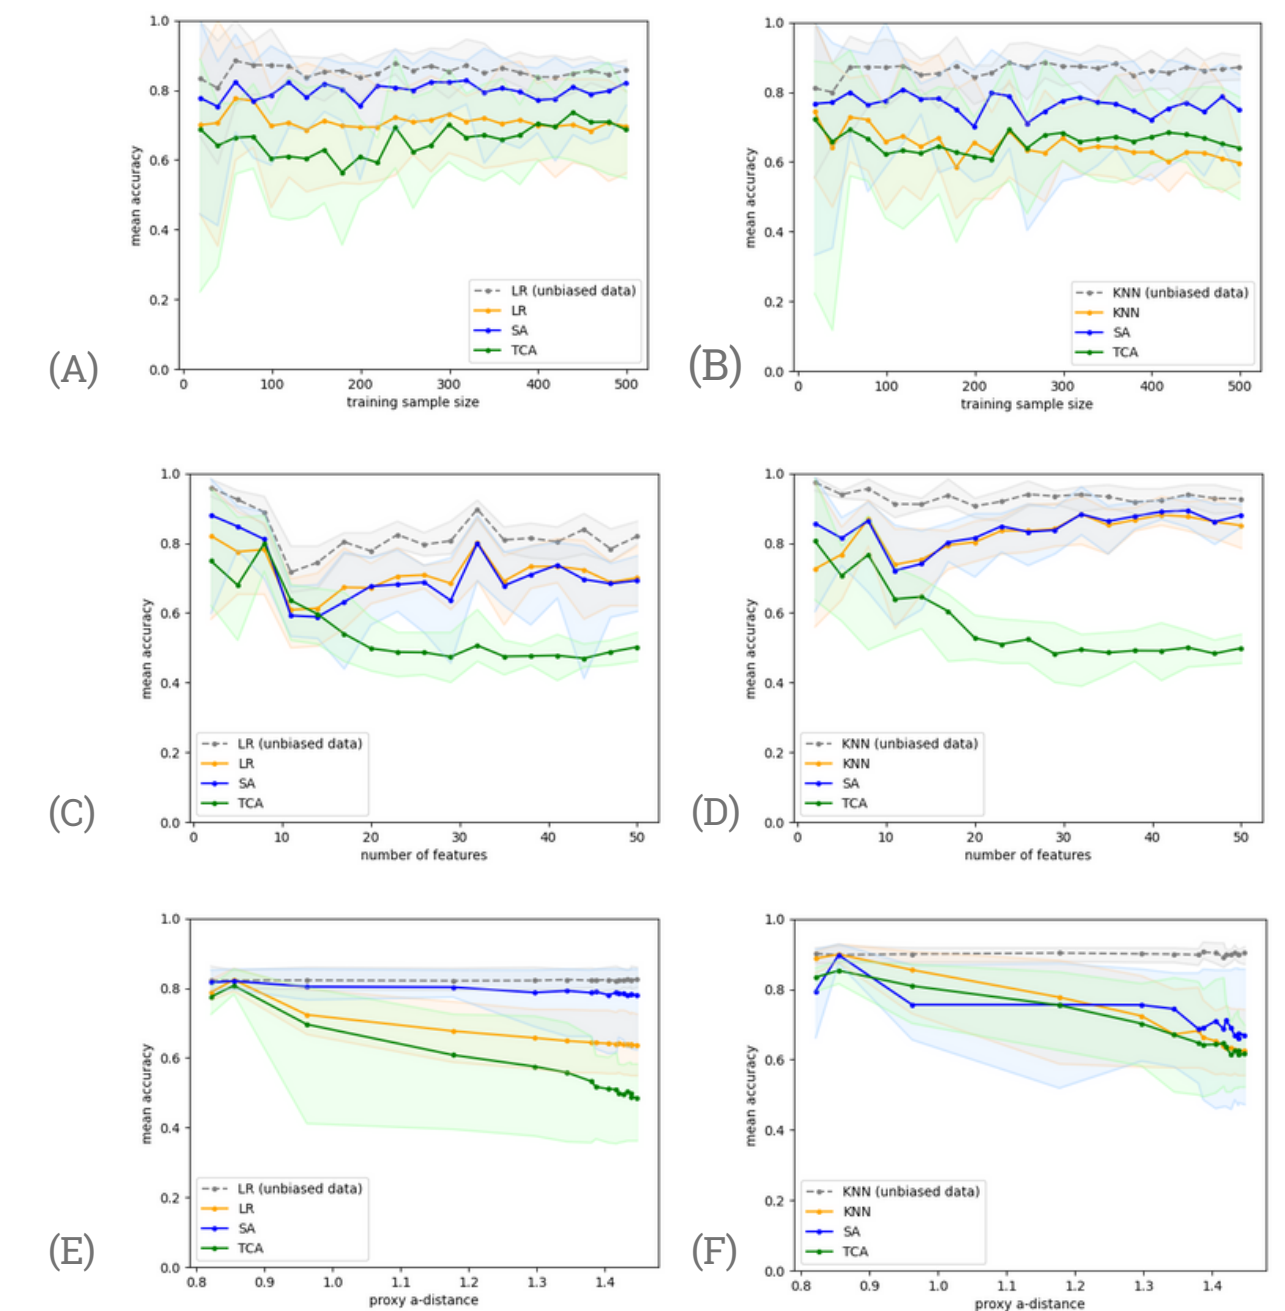 1.0
0.8
0.6
0.4
0.2
0.0
mean accuracy
LR (unbiased data)
LR
SA
TCA
0
100
200
300
400
500
training sample size
(A)
1.0
0.8
0.6
0.4
0.2
0.0
mean accuracy
KNN (unbiased data)
KNN
SA
TCA
0
100
200
300
400
500
training sample size
(B)
1.0
0.8
0.6
0.4
0.2
0.0
mean accuracy
LR (unbiased data)
LR
SA
TCA
0
10
20
30
40
50
number of features
(C)
1.0
0.8
0.6
0.4
0.2
0.0
mean accuracy
KNN (unbiased data)
KNN
SA
TCA
0
10
20
30
40
50
number of features
(D)
1.0
0.8
0.6
0.4
0.2
0.0
mean accuracy
LR (unbiased data)
LR
SA
TCA
0.8
0.9
1.0
1.1
1.2
1.3
1.4
proxy a-distance
(E)
1.0
0.8
0.6
0.4
0.2
0.0
mean accuracy
KNN (unbiased data)
KNN
SA
TCA
0.8
0.9
1.0
1.1
1.2
1.3
1.4
proxy a-distance
(F)